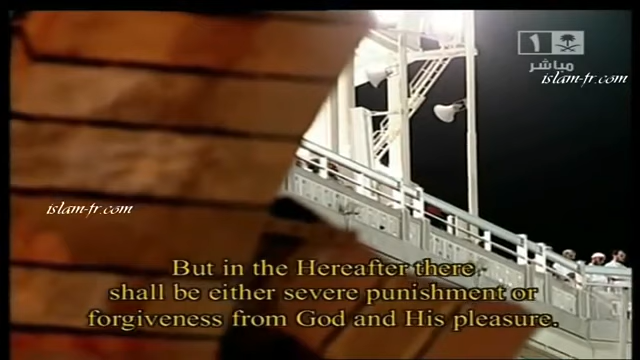 ١
مباشر
islam-fr.com
islam-fr.com
But in the Hereafter there
shall be either severe punishment or
forgiveness from God and His pleasure.